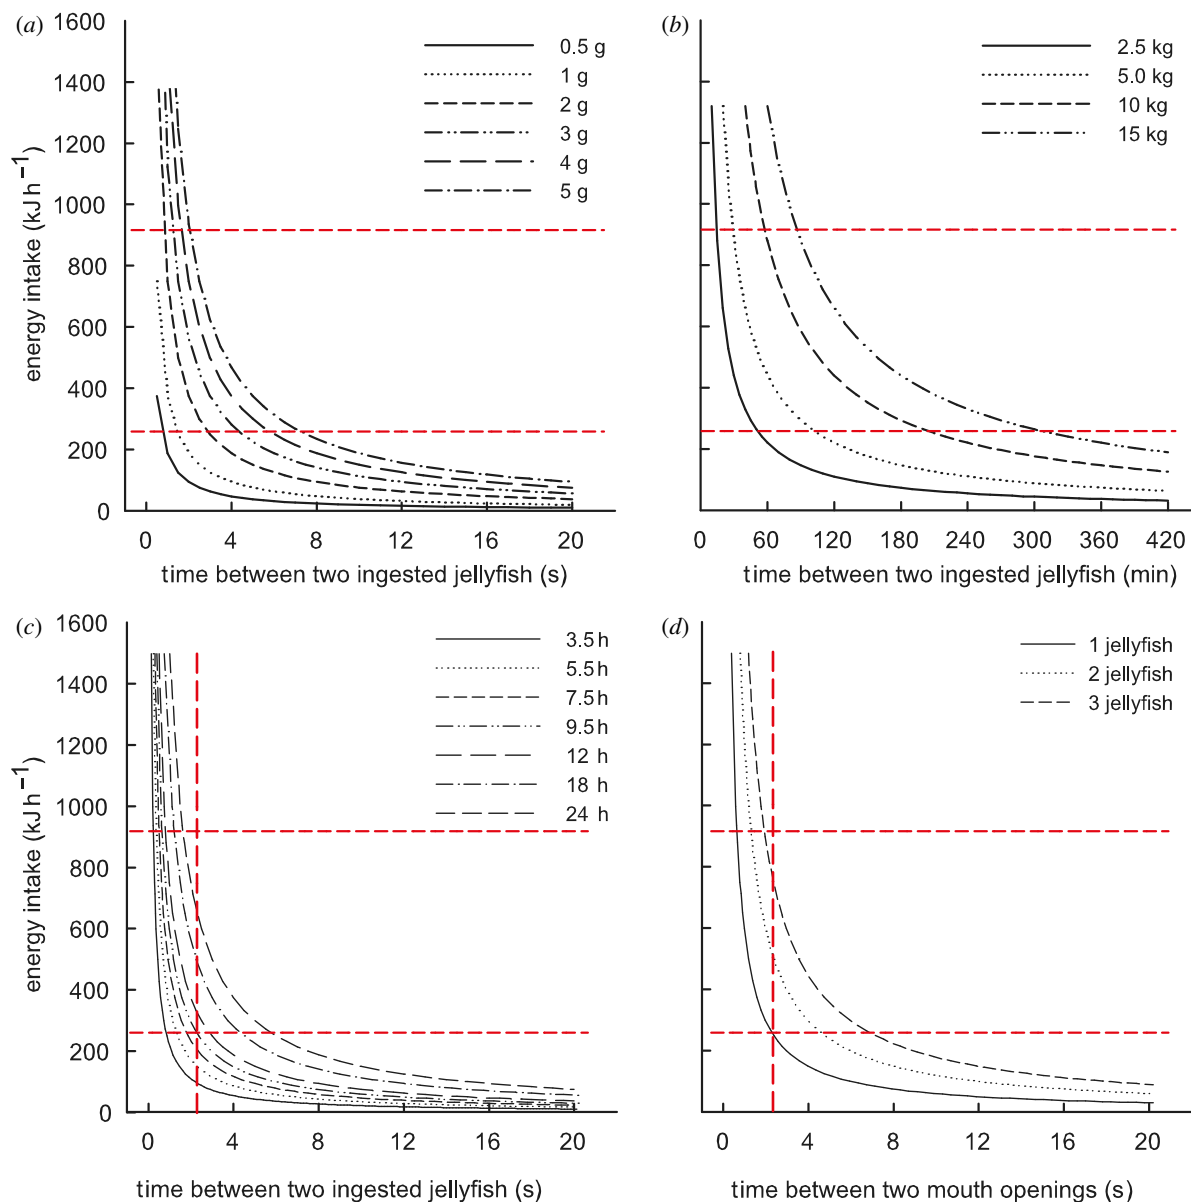 (a)
1600
1400
1200
1000
800
600
400
200
0
energy intake (kJ h−1)
0.5 g
1 g
2 g
3 g
4 g
5 g
0 4 8 12 16 20
time between two ingested jellyfish (s)
(b)
2.5 kg
5.0 kg
10 kg
15 kg
0 60 120 180 240 300 360 420
time between two ingested jellyfish (min)
(c)
1600
1400
1200
1000
800
600
400
200
0
energy intake (kJ h−1)
3.5 h
5.5 h
7.5 h
9.5 h
12 h
18 h
24 h
0 4 8 12 16 20
time between two ingested jellyfish (s)
(d)
1 jellyfish
2 jellyfish
3 jellyfish
0 4 8 12 16 20
time between two mouth openings (s)